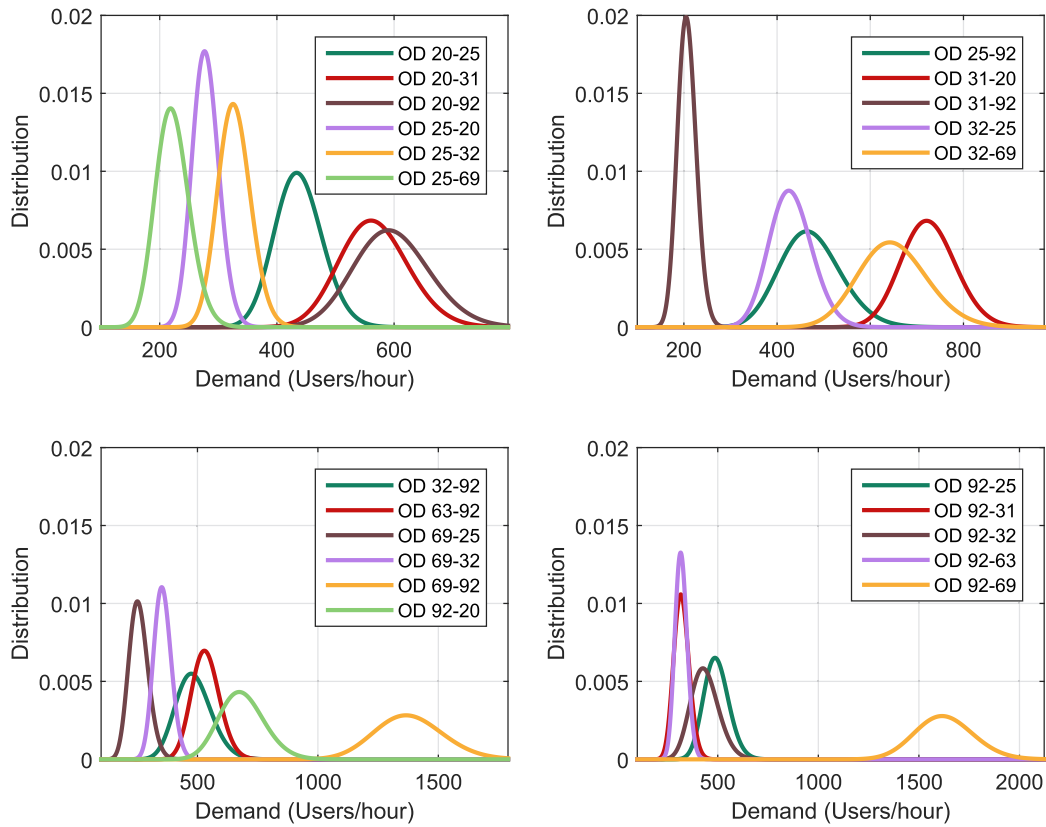 0.02
0.015
0.01
0.005
0
Distribution
200
400
600
Demand (Users/hour)
OD 20-25
OD 20-31
OD 20-92
OD 25-20
OD 25-32
OD 25-69
0.02
0.015
0.01
0.005
0
Distribution
200
400
600
800
Demand (Users/hour)
OD 25-92
OD 31-20
OD 31-92
OD 32-25
OD 32-69
0.02
0.015
0.01
0.005
0
Distribution
500
1000
1500
Demand (Users/hour)
OD 32-92
OD 63-92
OD 69-25
OD 69-32
OD 69-92
OD 92-20
0.02
0.015
0.01
0.005
0
Distribution
500
1000
1500
2000
Demand (Users/hour)
OD 92-25
OD 92-31
OD 92-32
OD 92-63
OD 92-69